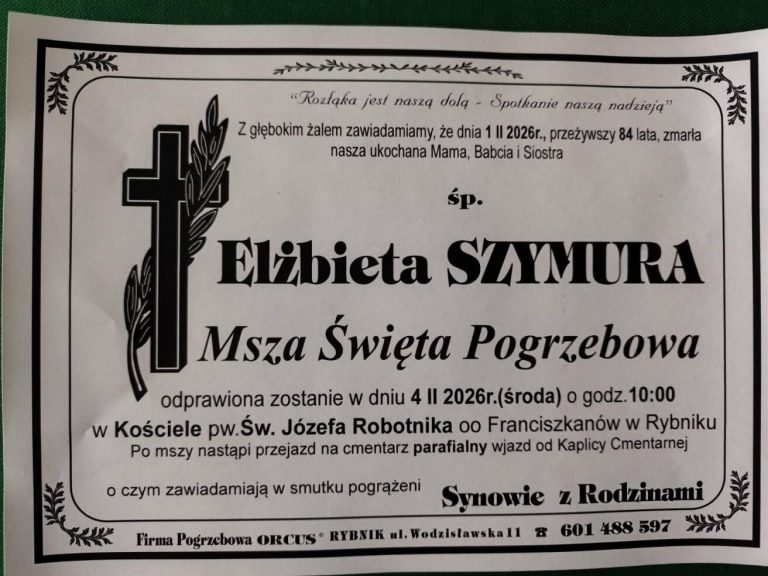 “Rozłąka jest naszą dolą - Spotkanie naszą nadzieją”
Z głębokim żalem zawiadamiamy, że dnia 1 II 2026r., przeżywszy 84 lata, zmarła
nasza ukochana Mama, Babcia i Siostra
śp.
Elżbieta SZYMURA
Msza Święta Pogrzebowa
odprawiona zostanie w dniu 4 II 2026r.(środa) o godz.10:00
w Kościele pw.Św. Józefa Robotnika oo Franciszkanów w Rybniku
Po mszy nastąpi przejazd na cmentarz parafialny wjazd od Kaplicy Cmentarnej
o czym zawiadamiają w smutku pogrążeni Synowie z Rodzinami
Firma Pogrzebowa ORCUS® RYBNIK ul. Wodzisławska 11 ☎ 601 488 597